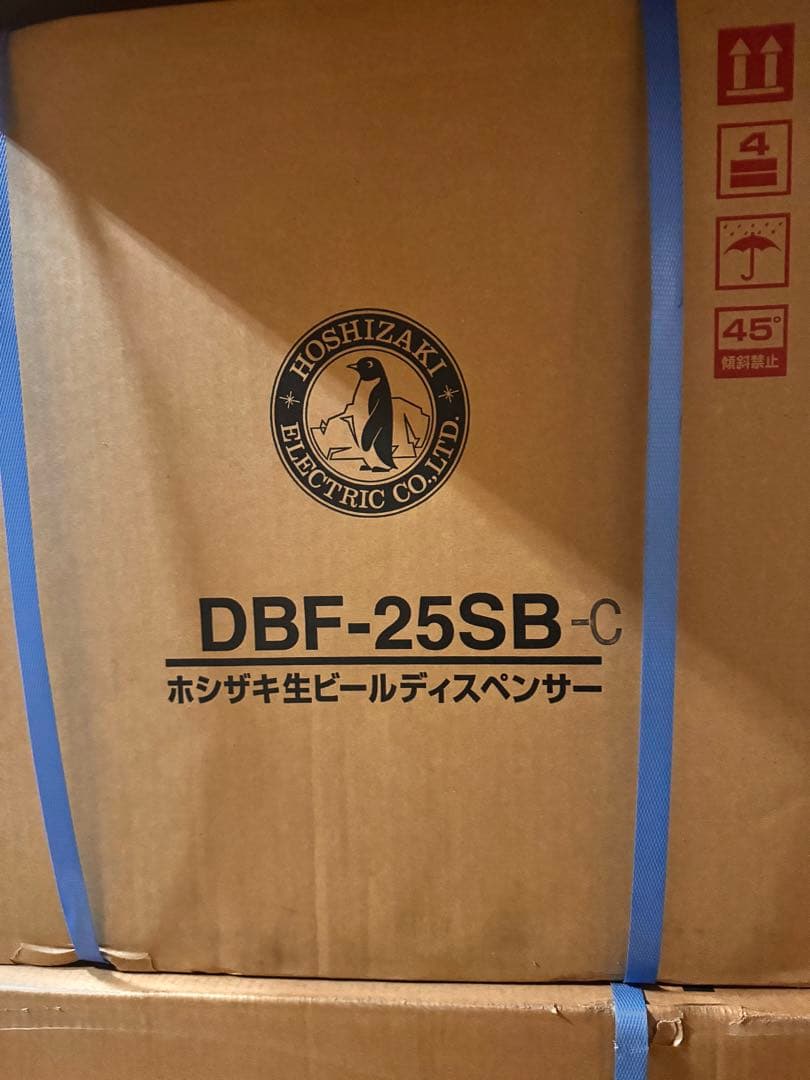 4
45°
傾斜禁止
HOSHIZAKI
ELECTRIC CO.,LTD.
DBF-25SB-C
ホシザキ生ビールディスペンサー